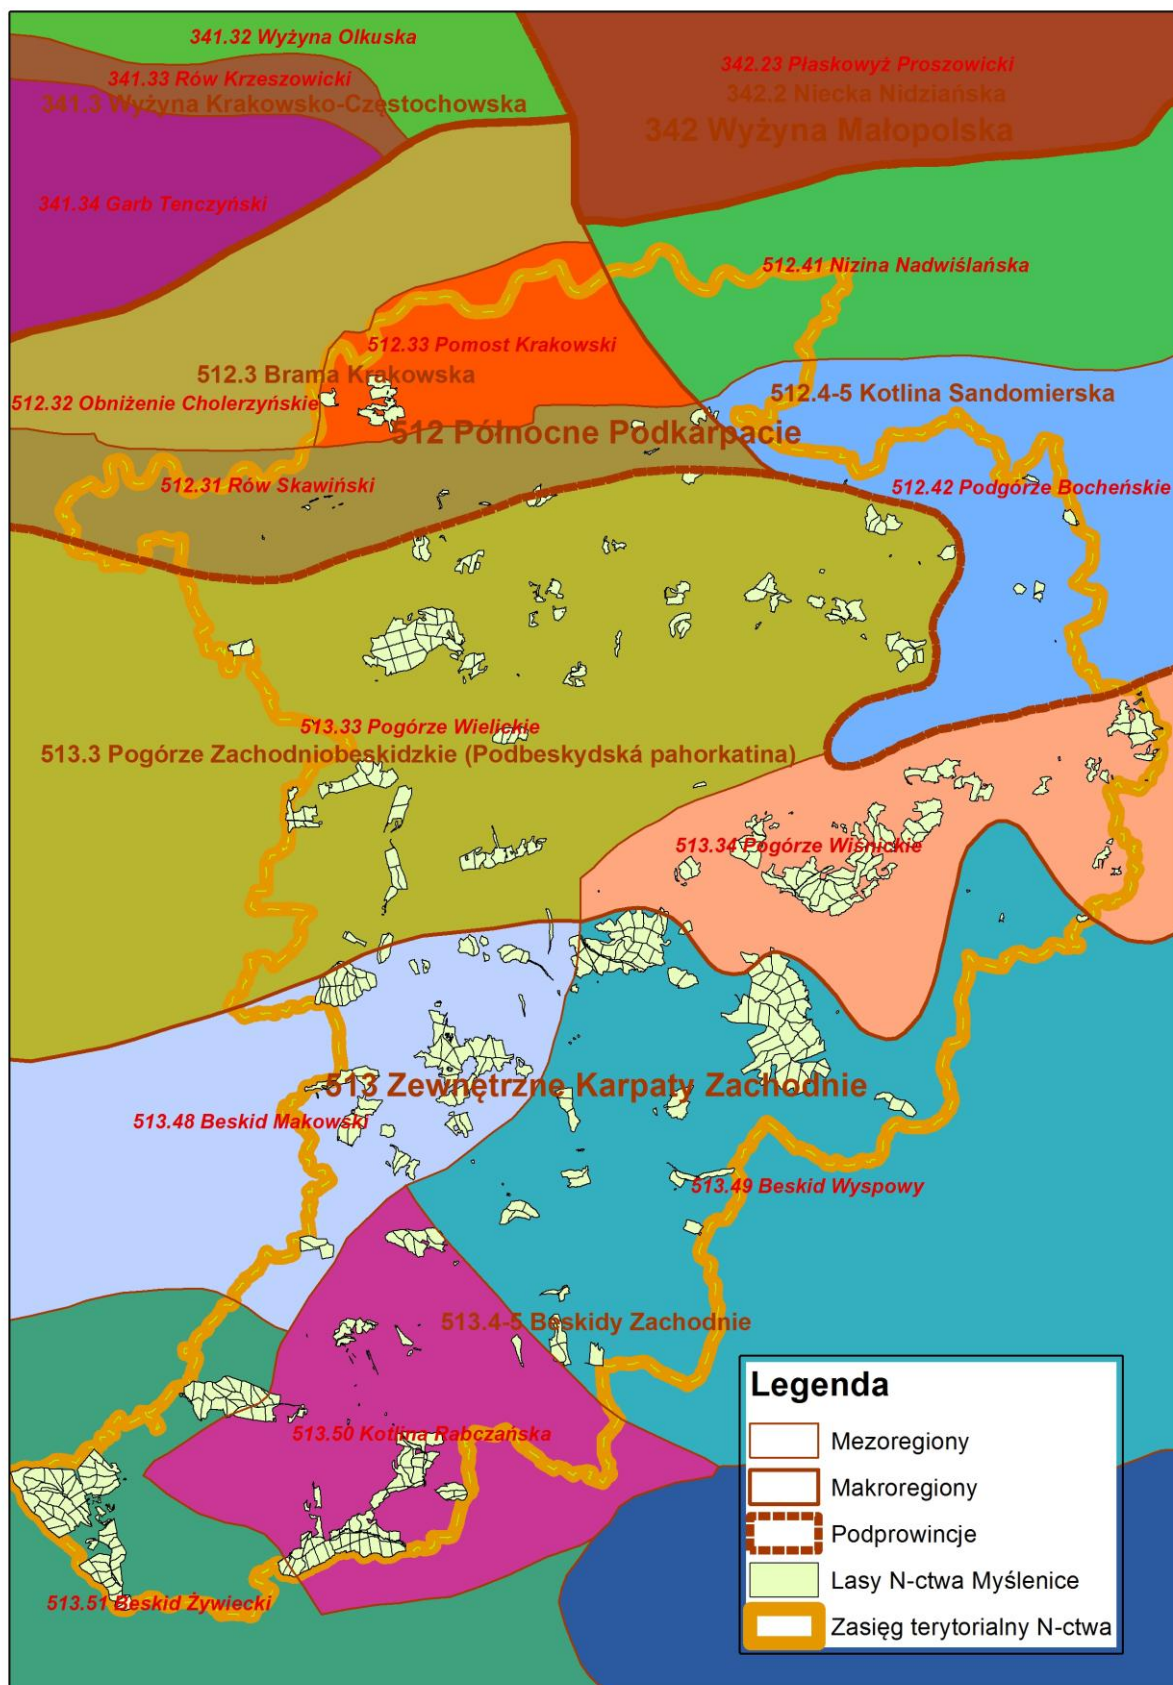 341.32 Wyżyna Olkuska
342.23 Płaskowyż Proszowicki
341.33 Rów Krzeszowicki
342.2 Niecka Nidziańska
341.3 Wyżyna Krakowsko-Częstochowska
342 Wyżyna Małopolska
341.34 Garb Tenczyński
512.41 Nizina Nadwiślańska
512.33 Pomost Krakowski
512.3 Brama Krakowska
512.4-5 Kotlina Sandomierska
512.32 Obniżenie Cholerzyńskie
512 Północne Podkarpacie
512.31 Rów Skawiński
512.42 Podgórze Bocheńskie
513.33 Pogórze Wielickie
513.3 Pogórze Zachodniobeskidzkie (Podbeskydská pahorkatina)
513.34 Pogórze Wiśnickie
513 Zewnętrzne Karpaty Zachodnie
513.48 Beskid Makowski
513.49 Beskid Wyspowy
513.4-5 Beskidy Zachodnie
513.50 Kotlina Rabczańska
513.51 Beskid Żywiecki
Legenda
Mezoregiony
Makroregiony
Podprowincje
Lasy N-ctwa Myślenice
Zasięg terytorialny N-ctwa